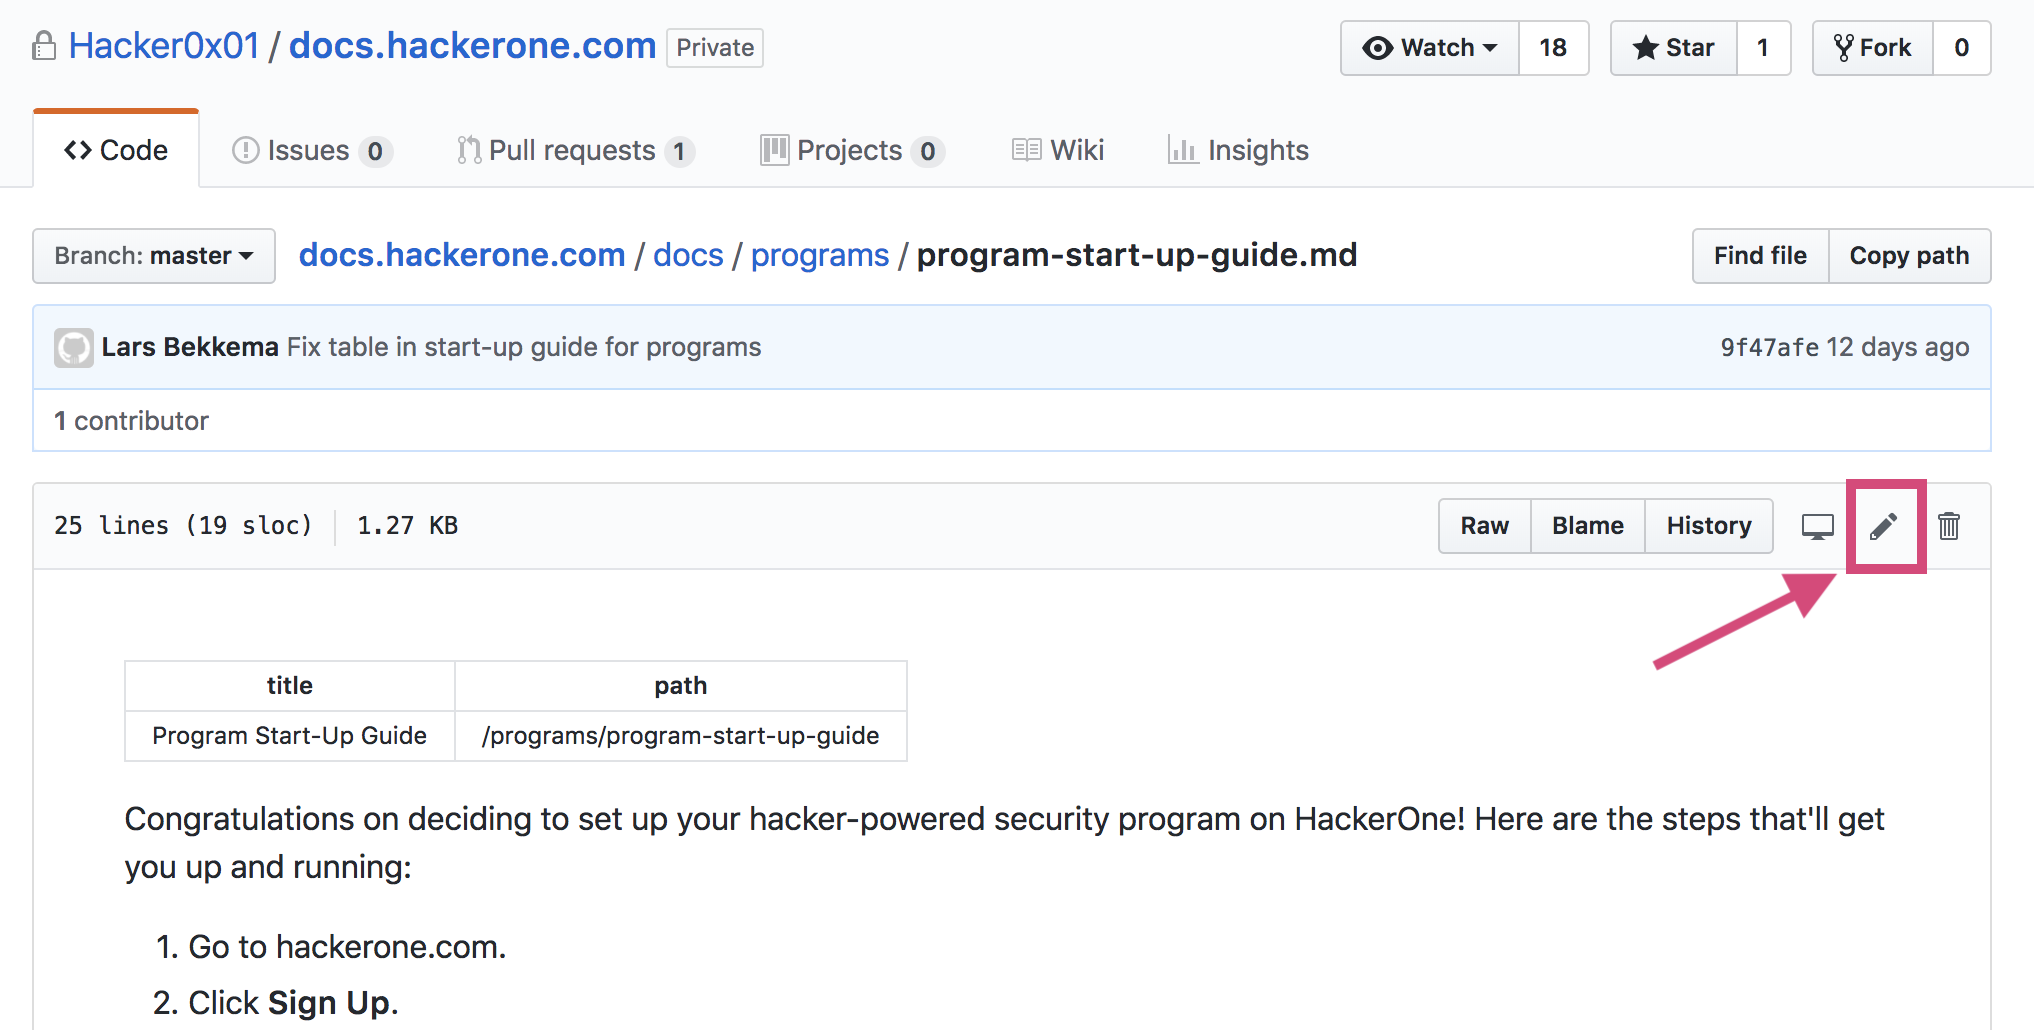 Hacker0x01 / docs.hackerone.com Private Watch 18 Star 1 Fork 0
Code Issues 0 Pull requests 1 Projects 0 Wiki Insights
Branch: master docs.hackerone.com / docs / programs / program-start-up-guide.md Find file Copy path
Lars Bekkema Fix table in start-up guide for programs 9f47afe 12 days ago
1 contributor
25 lines (19 sloc) 1.27 KB Raw Blame History
title path
Program Start-Up Guide /programs/program-start-up-guide
Congratulations on deciding to set up your hacker-powered security program on HackerOne! Here are the steps that'll get
you up and running:
1. Go to hackerone.com.
2. Click Sign Up.